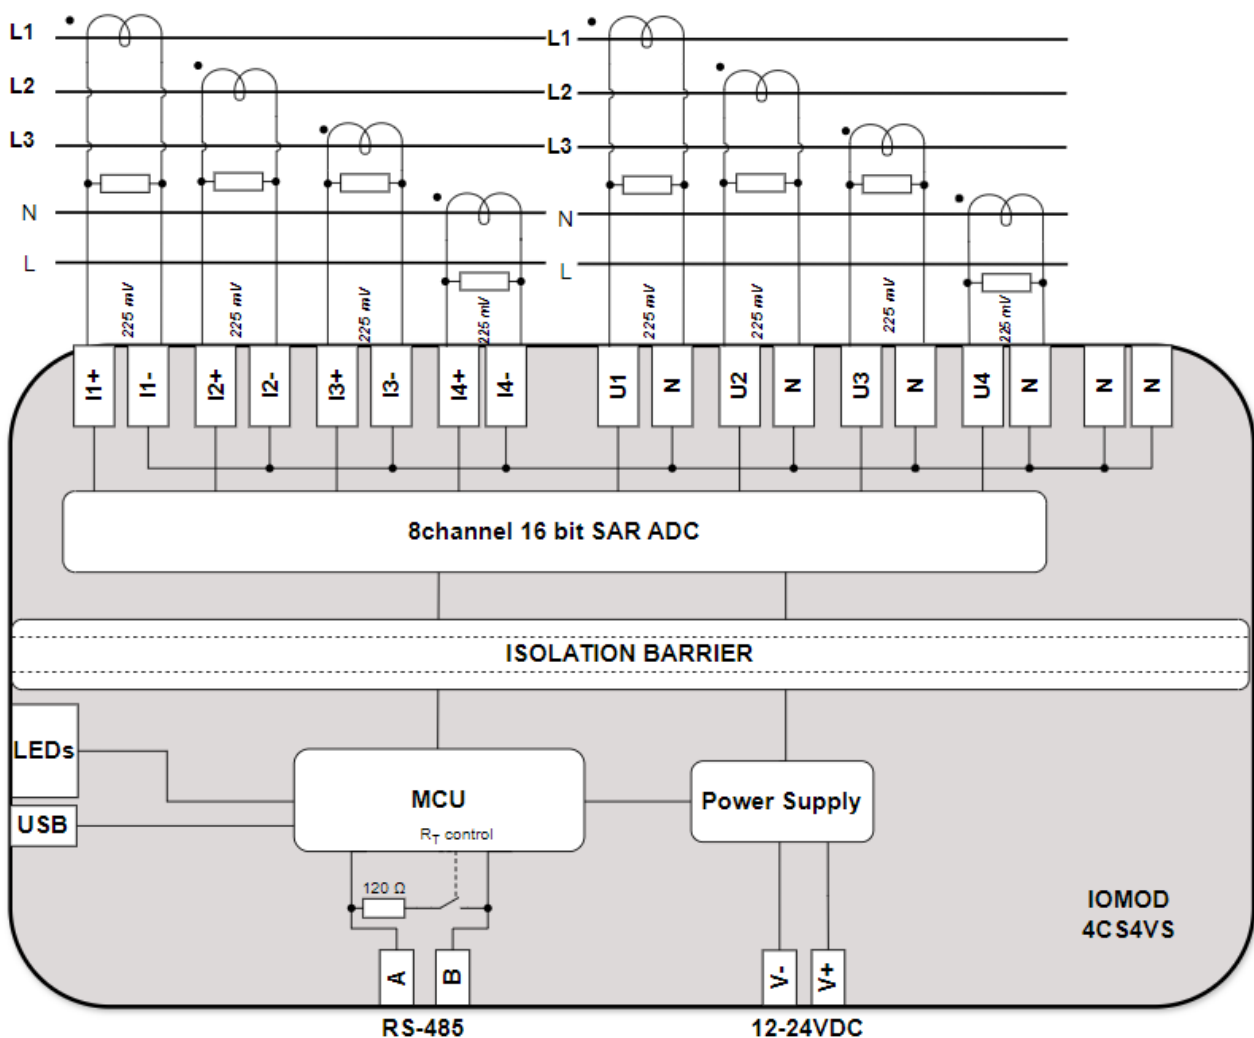 L1
L1
L2
L2
L3
L3
N
N
L
L
225 mV
225 mV
225 mV
225 mV
225 mV
225 mV
225 mV
225 mV
I1+
I1-
I2+
I2-
I3+
I3-
I4+
I4-
U1
N
U2
N
U3
N
U4
N
N
N
8channel 16 bit SAR ADC
ISOLATION BARRIER
LEDs
USB
MCU
RT control
Power Supply
120 Ω
IOMOD
4CS4VS
A
B
V-
V+
RS-485
12-24VDC